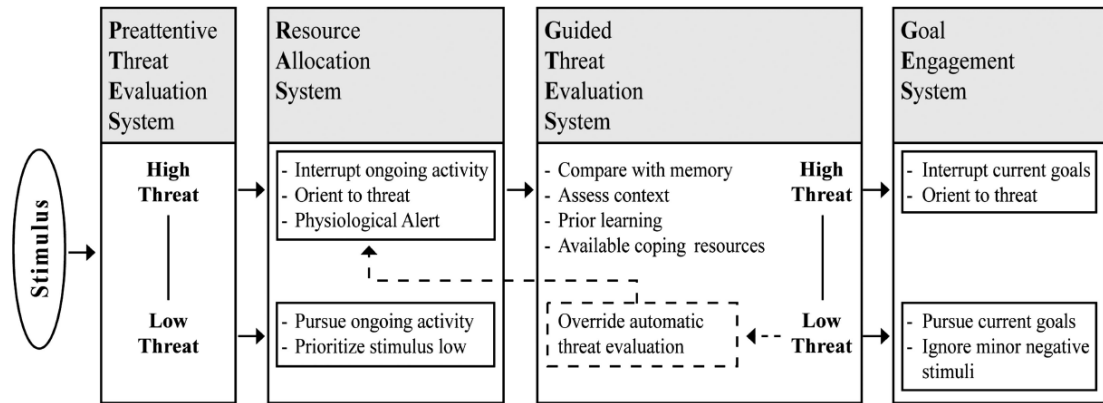 Preattentive
Threat
Evaluation
System
Resource
Allocation
System
Guided
Threat
Evaluation
System
Goal
Engagement
System
Stimulus
High
Threat
Low
Threat
- Interrupt ongoing activity
- Orient to threat
- Physiological Alert
- Pursue ongoing activity
- Prioritize stimulus low
- Compare with memory
- Assess context
- Prior learning
- Available coping resources
Override automatic
threat evaluation
High
Threat
Low
Threat
- Interrupt current goals
- Orient to threat
- Pursue current goals
- Ignore minor negative
stimuli